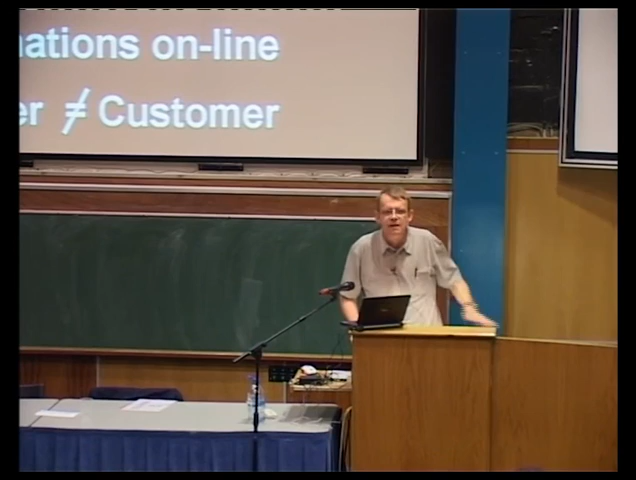 nations on-line
er ≠ Customer